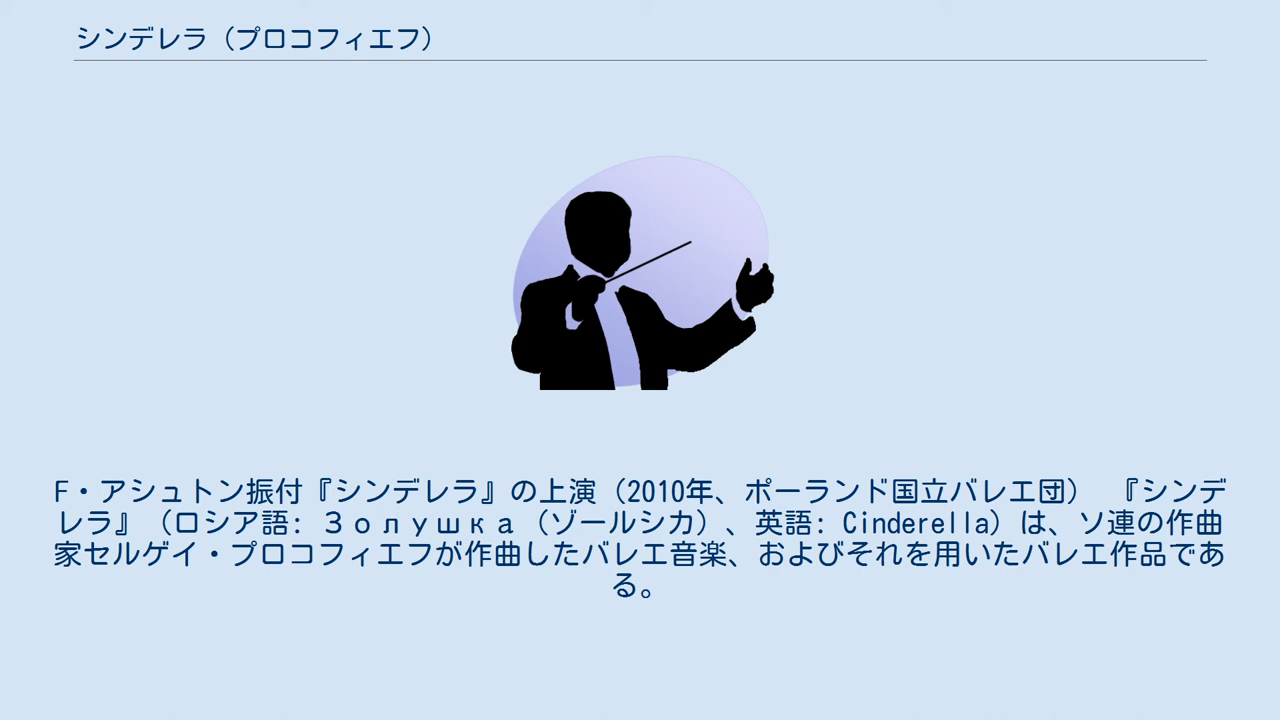 シンデレラ（プロコフィエフ）
F・アシュトン振付『シンデレラ』の上演（2010年、ポーランド国立バレエ団）　『シンデ
レラ』（ロシア語: Золушка（ゾールシカ）、英語: Cinderella）は、ソ連の作曲
家セルゲイ・プロコフィエフが作曲したバレエ音楽、およびそれを用いたバレエ作品であ
る。